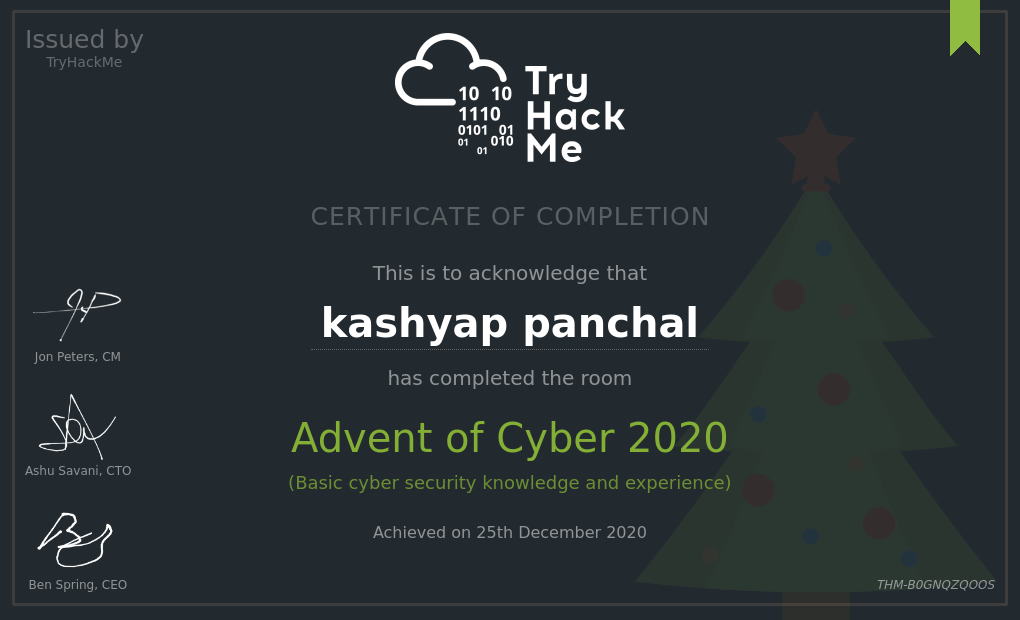 Issued by
TryHackMe
10 10
1110
0101 01
01 010
01
Try
Hack
Me
CERTIFICATE OF COMPLETION
This is to acknowledge that
kashyap panchal
has completed the room
Advent of Cyber 2020
(Basic cyber security knowledge and experience)
Achieved on 25th December 2020
Jon Peters, CM
Ashu Savani, CTO
Ben Spring, CEO
THM-B0GNQZQOOS